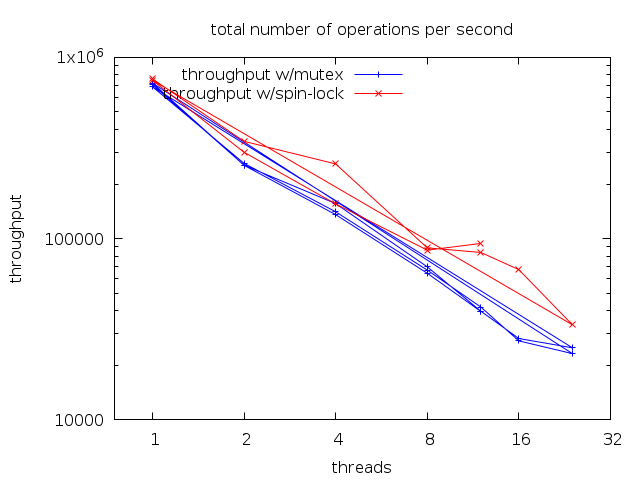 total number of operations per second
1x10^6
throughput w/mutex
throughput w/spin-lock
throughput
100000
10000
1 2 4 8 16 32
threads